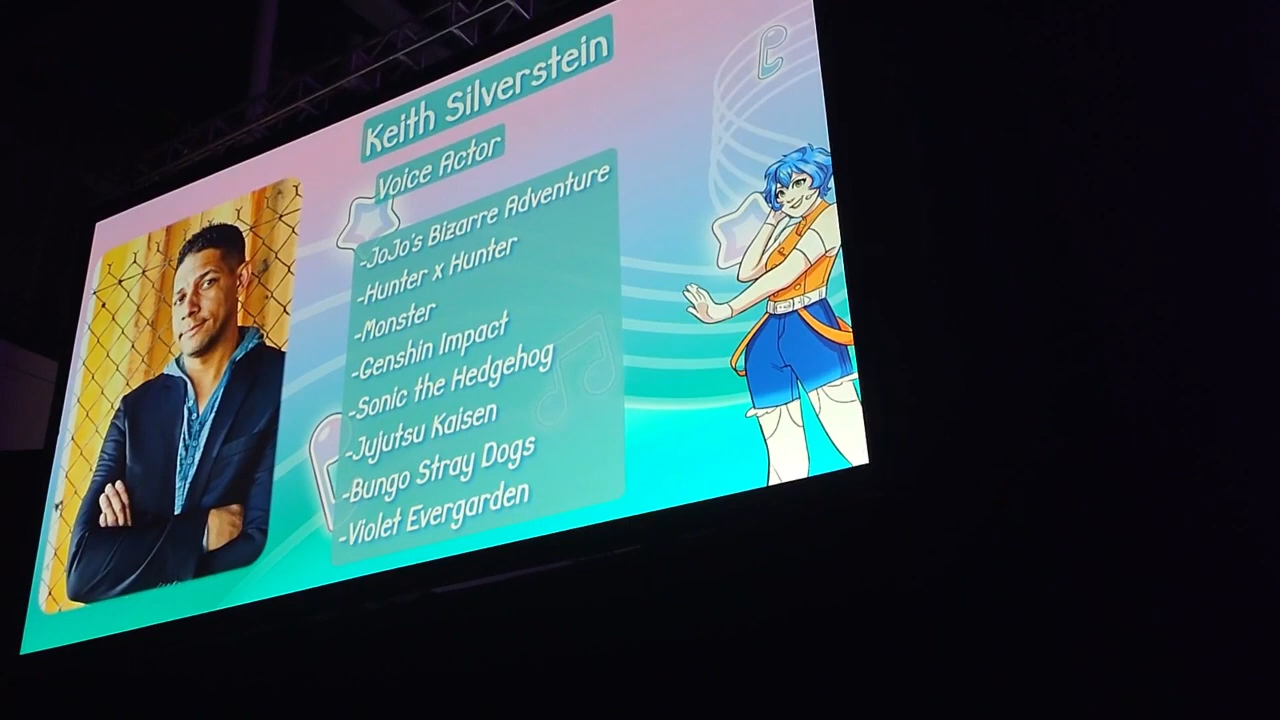 Keith Silverstein
Voice Actor
-JoJo's Bizarre Adventure
-Hunter x Hunter
-Monster
-Genshin Impact
-Sonic the Hedgehog
-Jujutsu Kaisen
-Bungo Stray Dogs
-Violet Evergarden